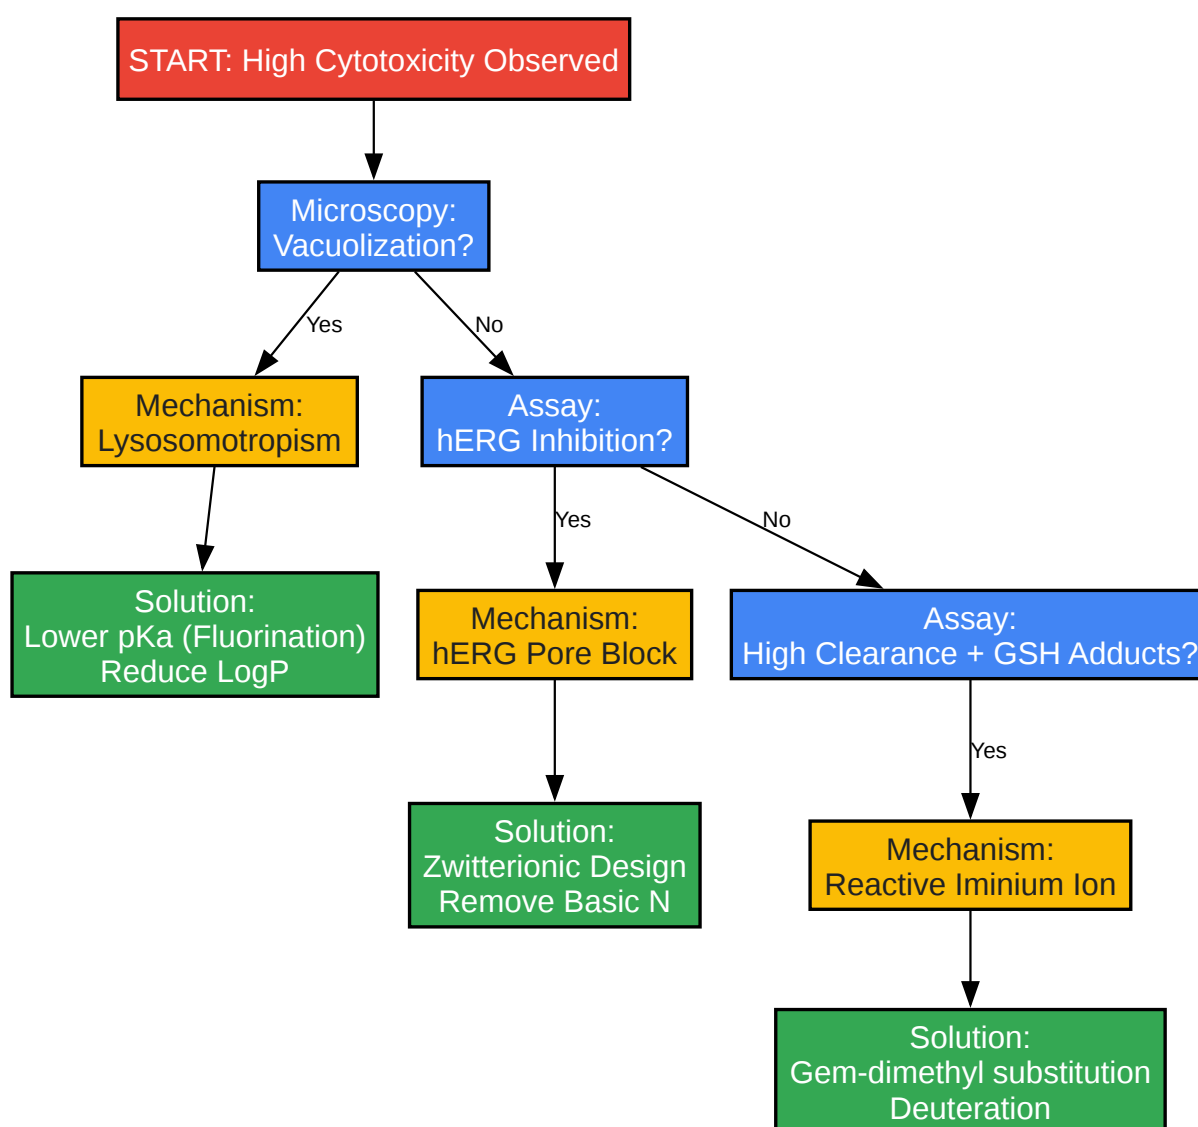 START: High Cytotoxicity Observed
Microscopy:
Vacuolization?
Yes
No
Mechanism:
Lysosomotropism
Assay:
hERG Inhibition?
Yes
No
Solution:
Lower pKa (Fluorination)
Reduce LogP
Mechanism:
hERG Pore Block
Assay:
High Clearance + GSH Adducts?
Yes
Solution:
Zwitterionic Design
Remove Basic N
Mechanism:
Reactive Iminium Ion
Solution:
Gem-dimethyl substitution
Deuteration